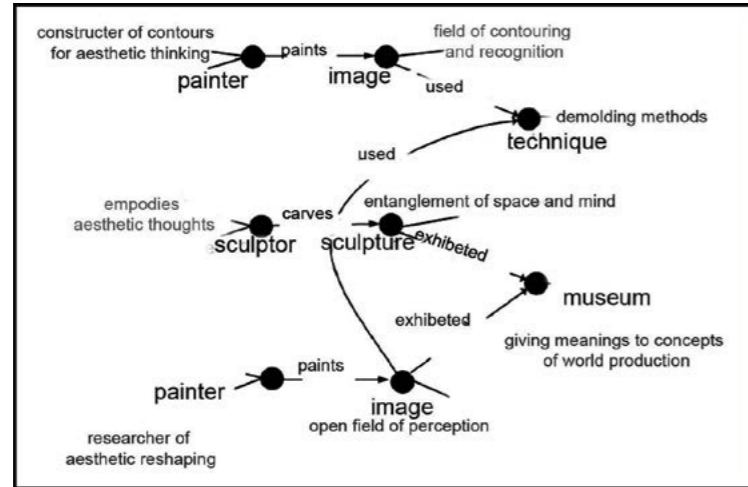 constructer of contours
for aesthetic thinking
painter
paints
image
field of contouring
and recognition
used
demolding methods
technique
used
empodies
aesthetic thoughts
sculptor
carves
sculpture
entanglement of space and mind
exhibited
museum
exhibeted
giving meanings to concepts
of world production
painter
paints
image
open field of perception
researcher of
aesthetic reshaping